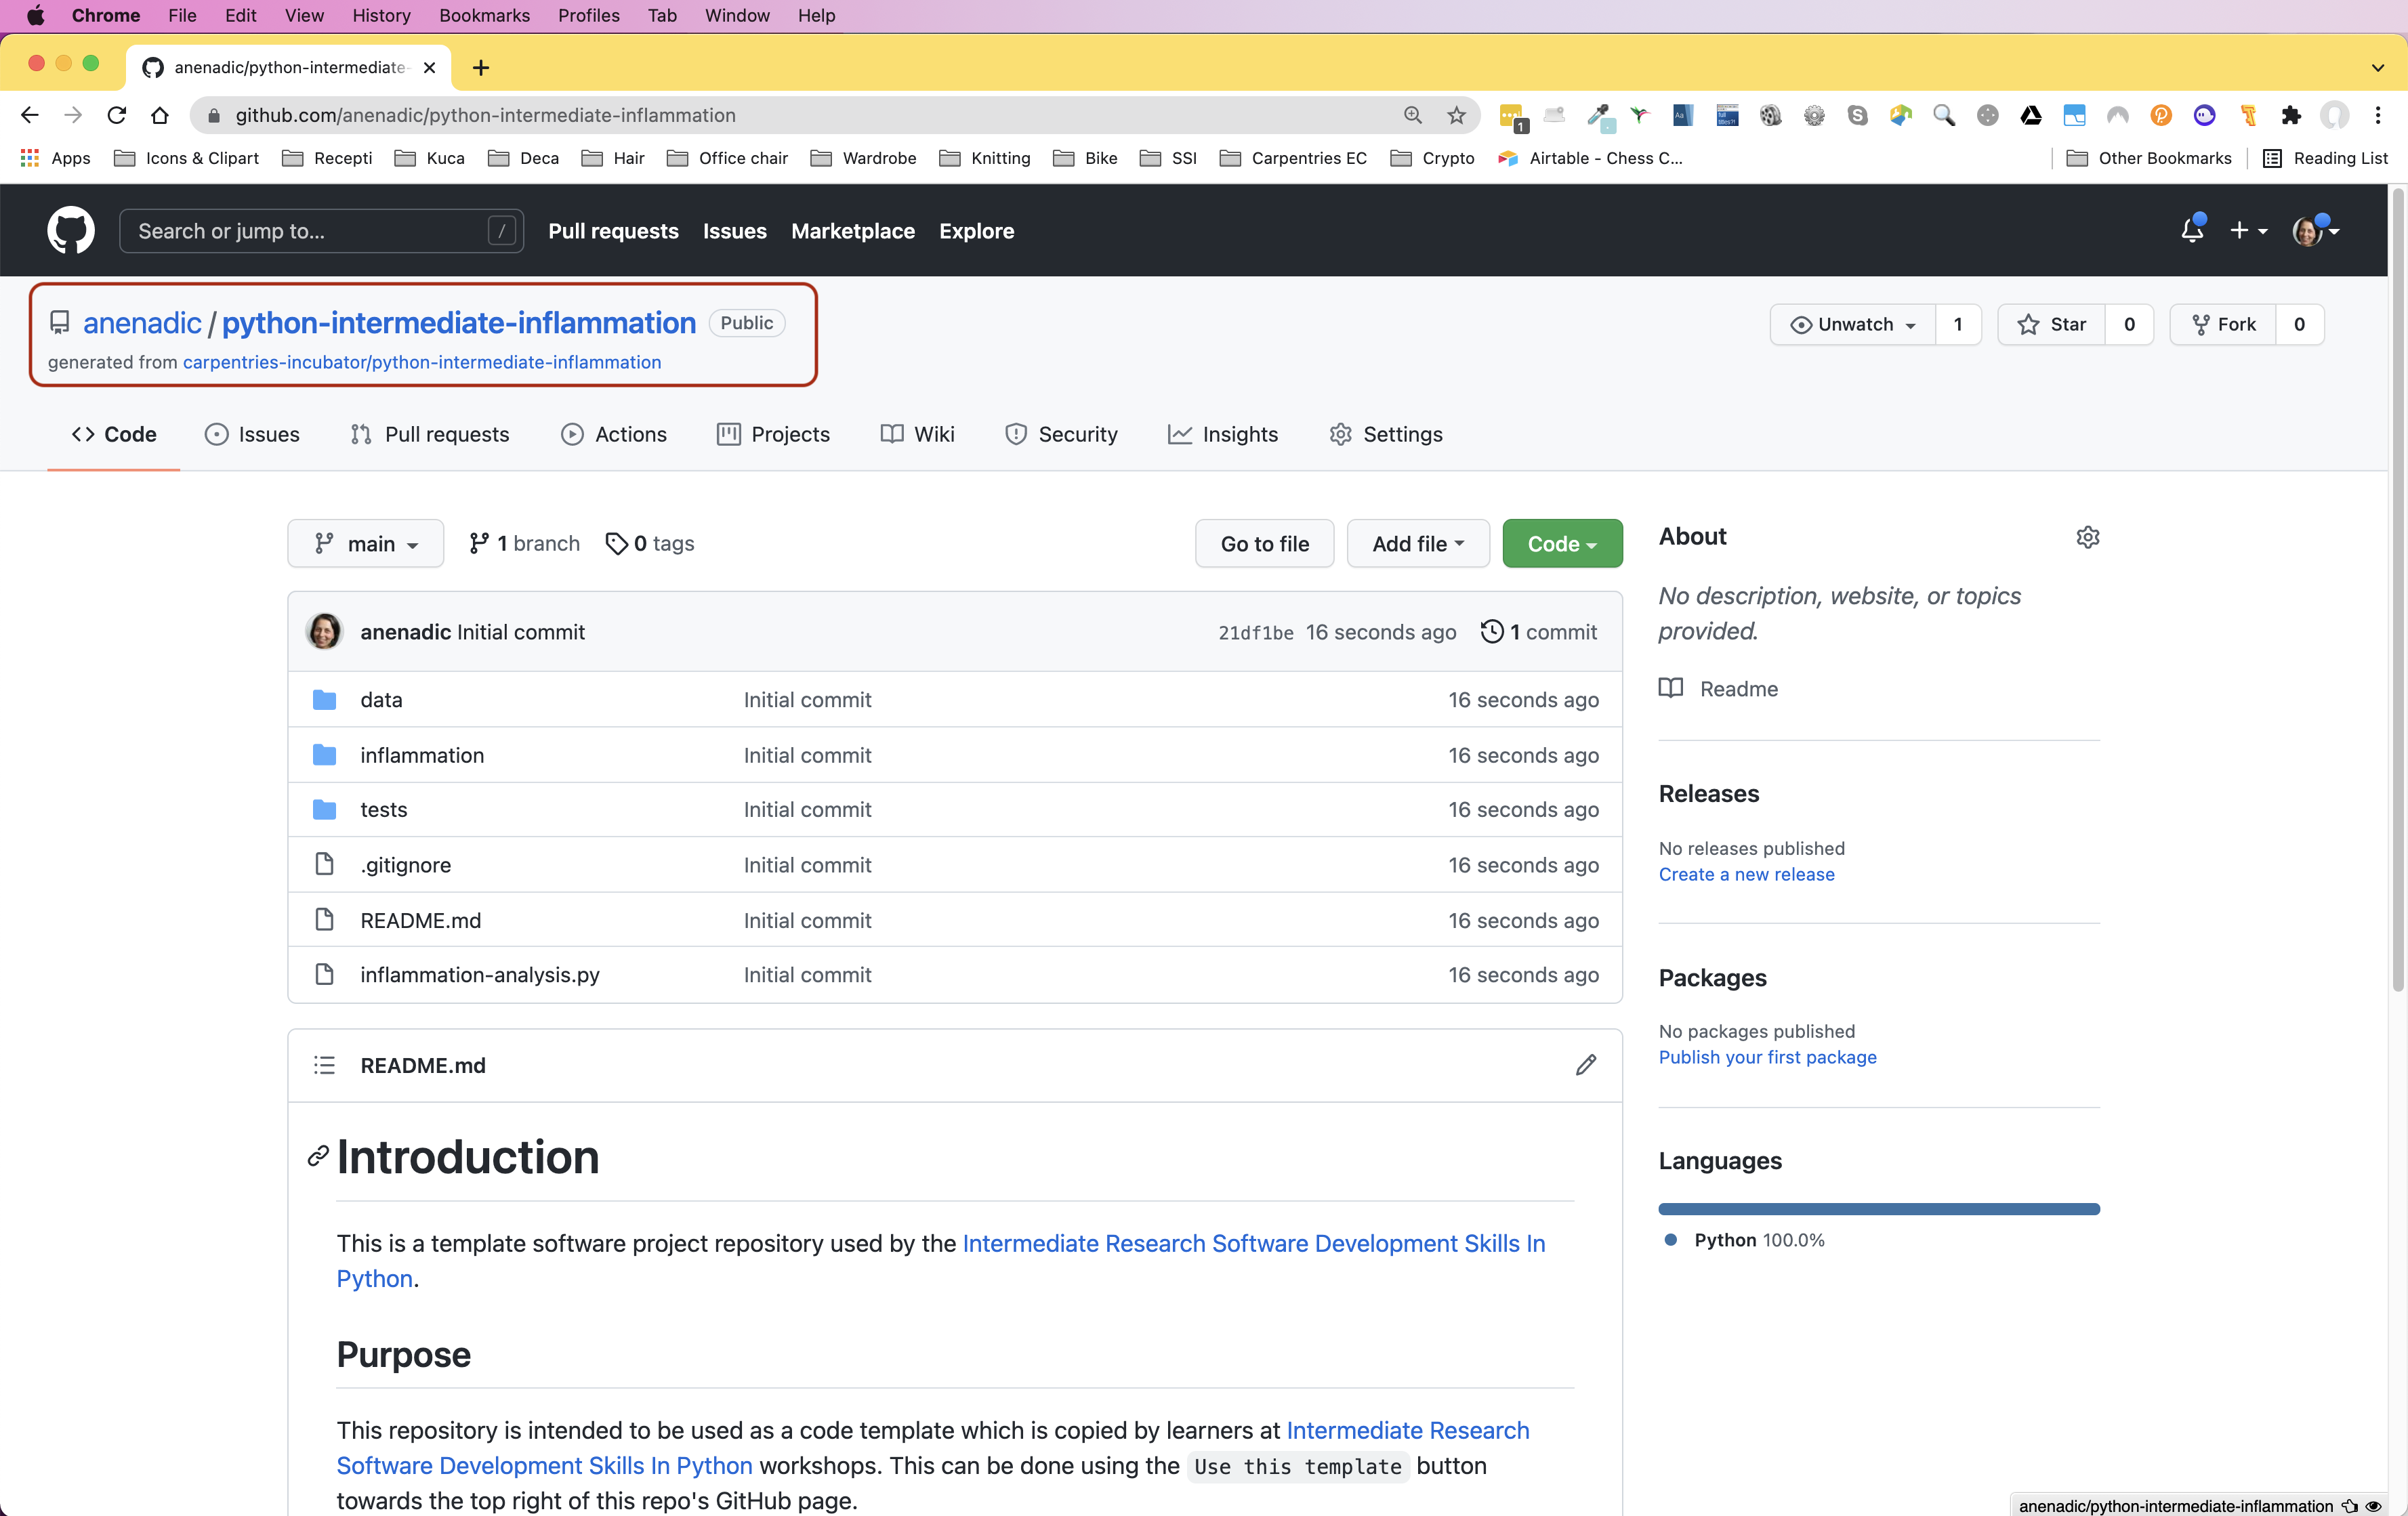 Chrome File Edit View History Bookmarks Profiles Tab Window Help
anenadic/python-intermediate-
github.com/anenadic/python-intermediate-inflammation
1
Apps Icons & Clipart Recepti Kuca Deca Hair Office chair Wardrobe Knitting Bike SSI Carpentries EC Crypto Airtable - Chess C... Other Bookmarks Reading List
Search or jump to... / Pull requests Issues Marketplace Explore
anenadic / python-intermediate-inflammation Public
generated from carpentries-incubator/python-intermediate-inflammation
Unwatch 1 Star 0 Fork 0
Code Issues Pull requests Actions Projects Wiki Security Insights Settings
main 1 branch 0 tags Go to file Add file Code
anenadic Initial commit 21df1be 16 seconds ago 1 commit
data Initial commit 16 seconds ago
inflammation Initial commit 16 seconds ago
tests Initial commit 16 seconds ago
.gitignore Initial commit 16 seconds ago
README.md Initial commit 16 seconds ago
inflammation-analysis.py Initial commit 16 seconds ago
README.md
Introduction
This is a template software project repository used by the Intermediate Research Software Development Skills In
Python.
Purpose
This repository is intended to be used as a code template which is copied by learners at Intermediate Research
Software Development Skills In Python workshops. This can be done using the Use this template button
towards the top right of this repo's GitHub page.
About
No description, website, or topics
provided.
Readme
Releases
No releases published
Create a new release
Packages
No packages published
Publish your first package
Languages
Python 100.0%
anenadic/python-intermediate-inflammation